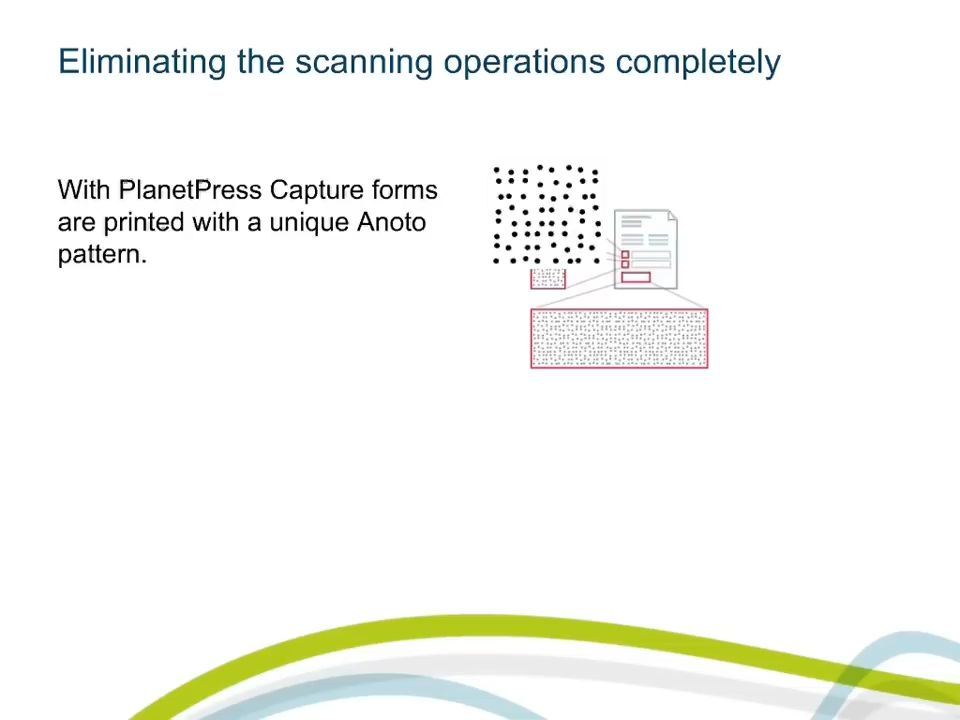 Eliminating the scanning operations completely
With PlanetPress Capture forms
are printed with a unique Anoto
pattern.